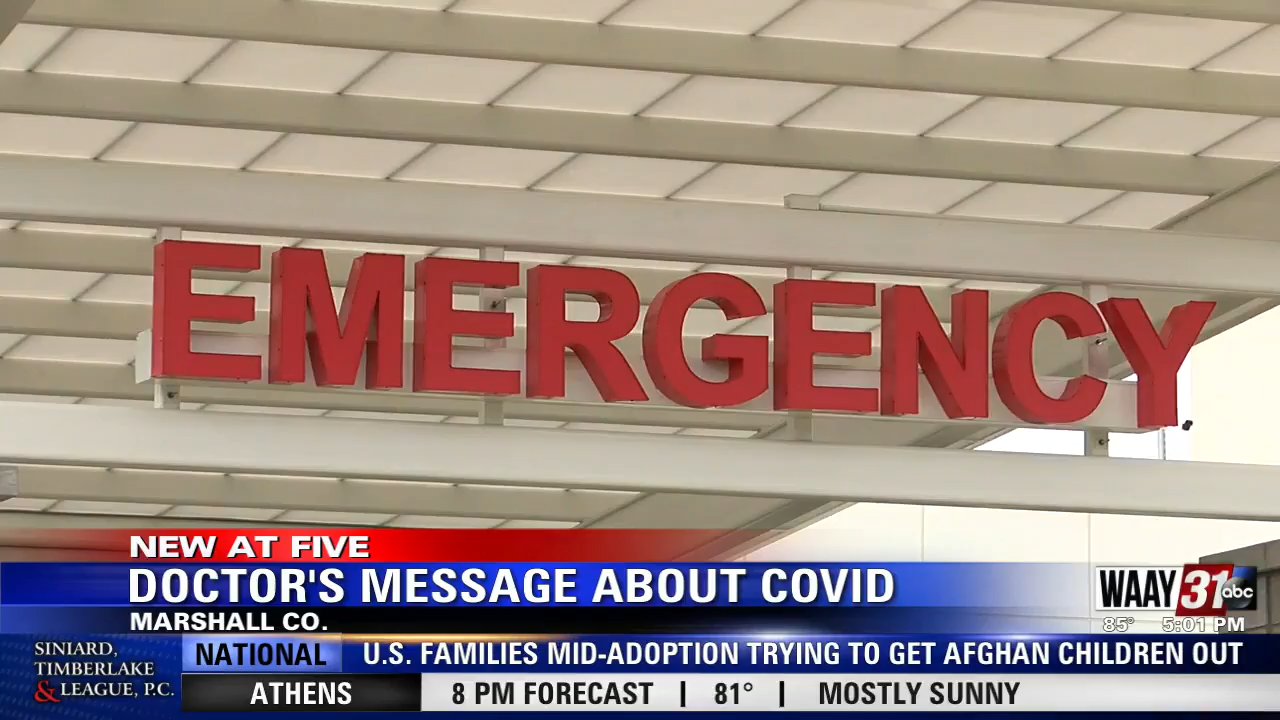 EMERGENCY
NEW AT FIVE
DOCTOR'S MESSAGE ABOUT COVID
MARSHALL CO.
WAAY 31 abc
85° 5:01 PM
SINIARD,
TIMBERLAKE
& LEAGUE, P.C.
NATIONAL U.S. FAMILIES MID-ADOPTION TRYING TO GET AFGHAN CHILDREN OUT
ATHENS 8 PM FORECAST | 81° | MOSTLY SUNNY